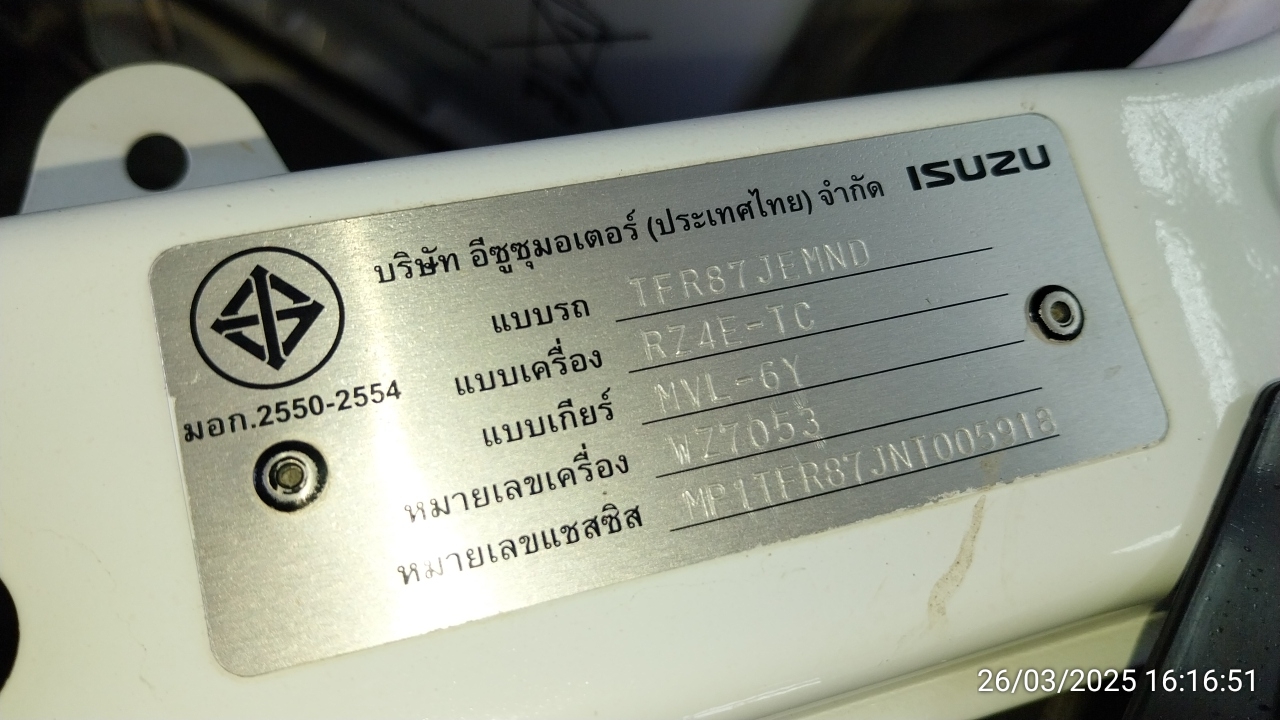 ISUZU
บริษัท อีซูซุมอเตอร์ (ประเทศไทย) จำกัด
แบบรถ TFR87JEMND
แบบเครื่อง RZ4E-TC
แบบเกียร์ MVL-6Y
หมายเลขเครื่อง WZ7053
หมายเลขแชสซิส MP1TFR87JNT005918
มอก.2550-2554
26/03/2025 16:16:51